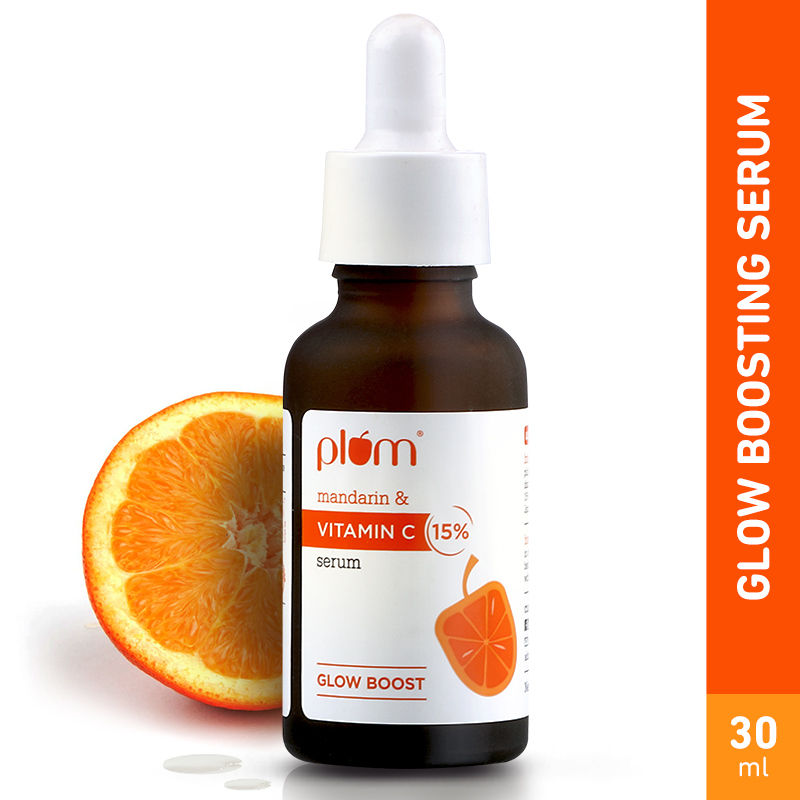 plum®
mandarin &
VITAMIN C 15%
serum
GLOW BOOST
GLOW BOOSTING SERUM
30
ml